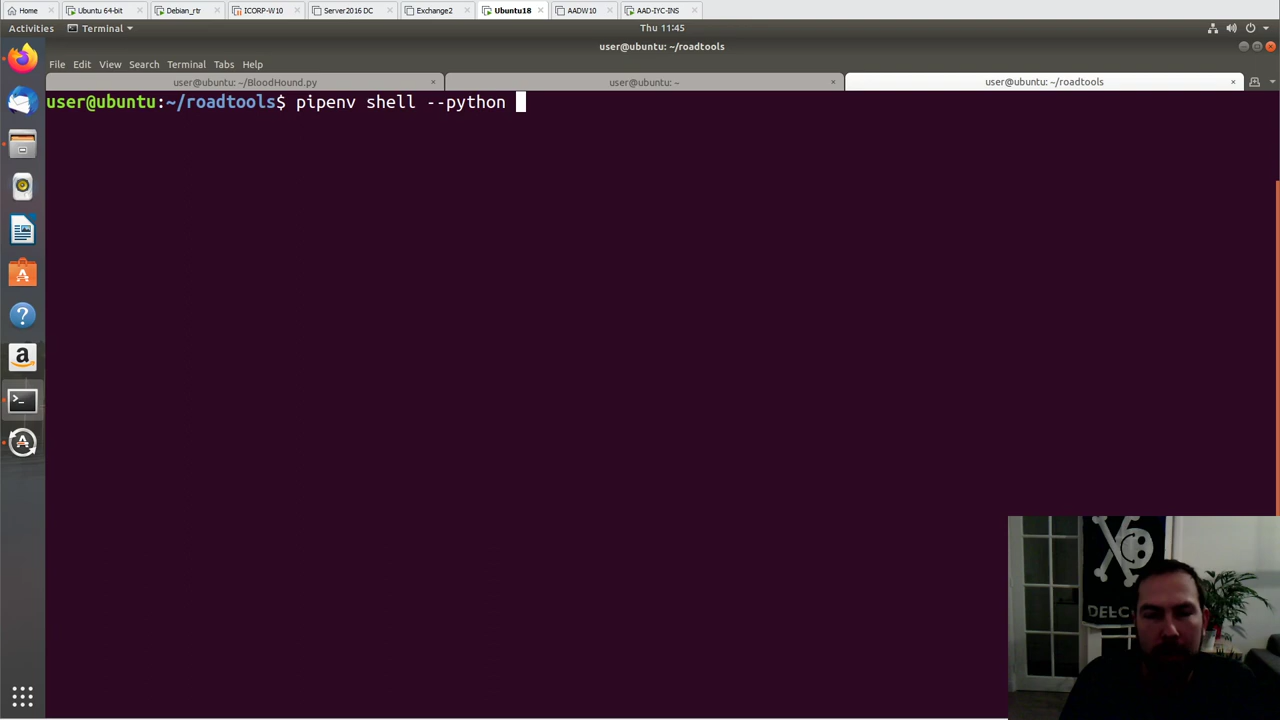 Home
Ubuntu 64-bit
Debian_rtr
ICORP-W10
Server2016 DC
Exchange2
Ubuntu18
AADW10
AAD-IYC-INS
Activities
Terminal
Thu 11:45
user@ubuntu: ~/roadtools
File Edit View Search Terminal Tabs Help
user@ubuntu: ~/BloodHound.py
user@ubuntu: ~
user@ubuntu: ~/roadtools
user@ubuntu:~/roadtools$ pipenv shell --python